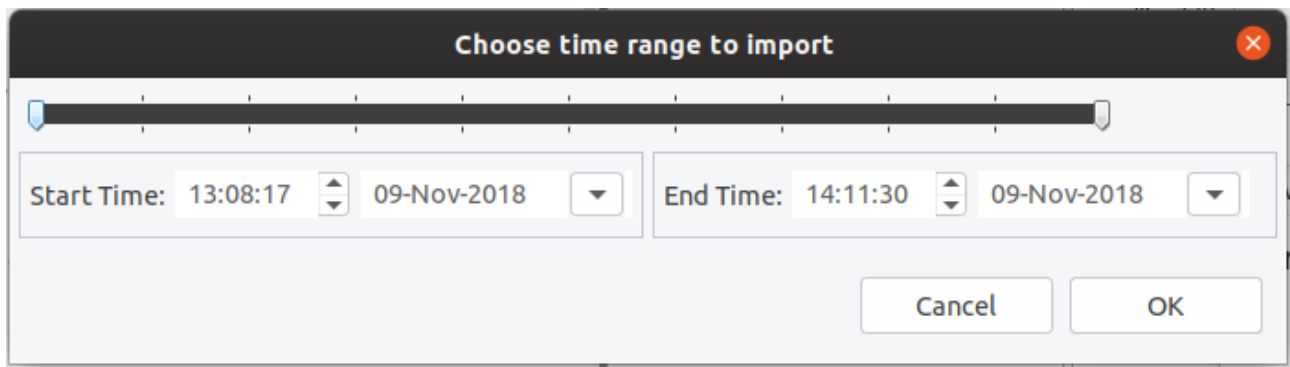 Choose time range to import
Start Time: 13:08:17 09-Nov-2018 End Time: 14:11:30 09-Nov-2018
Cancel OK